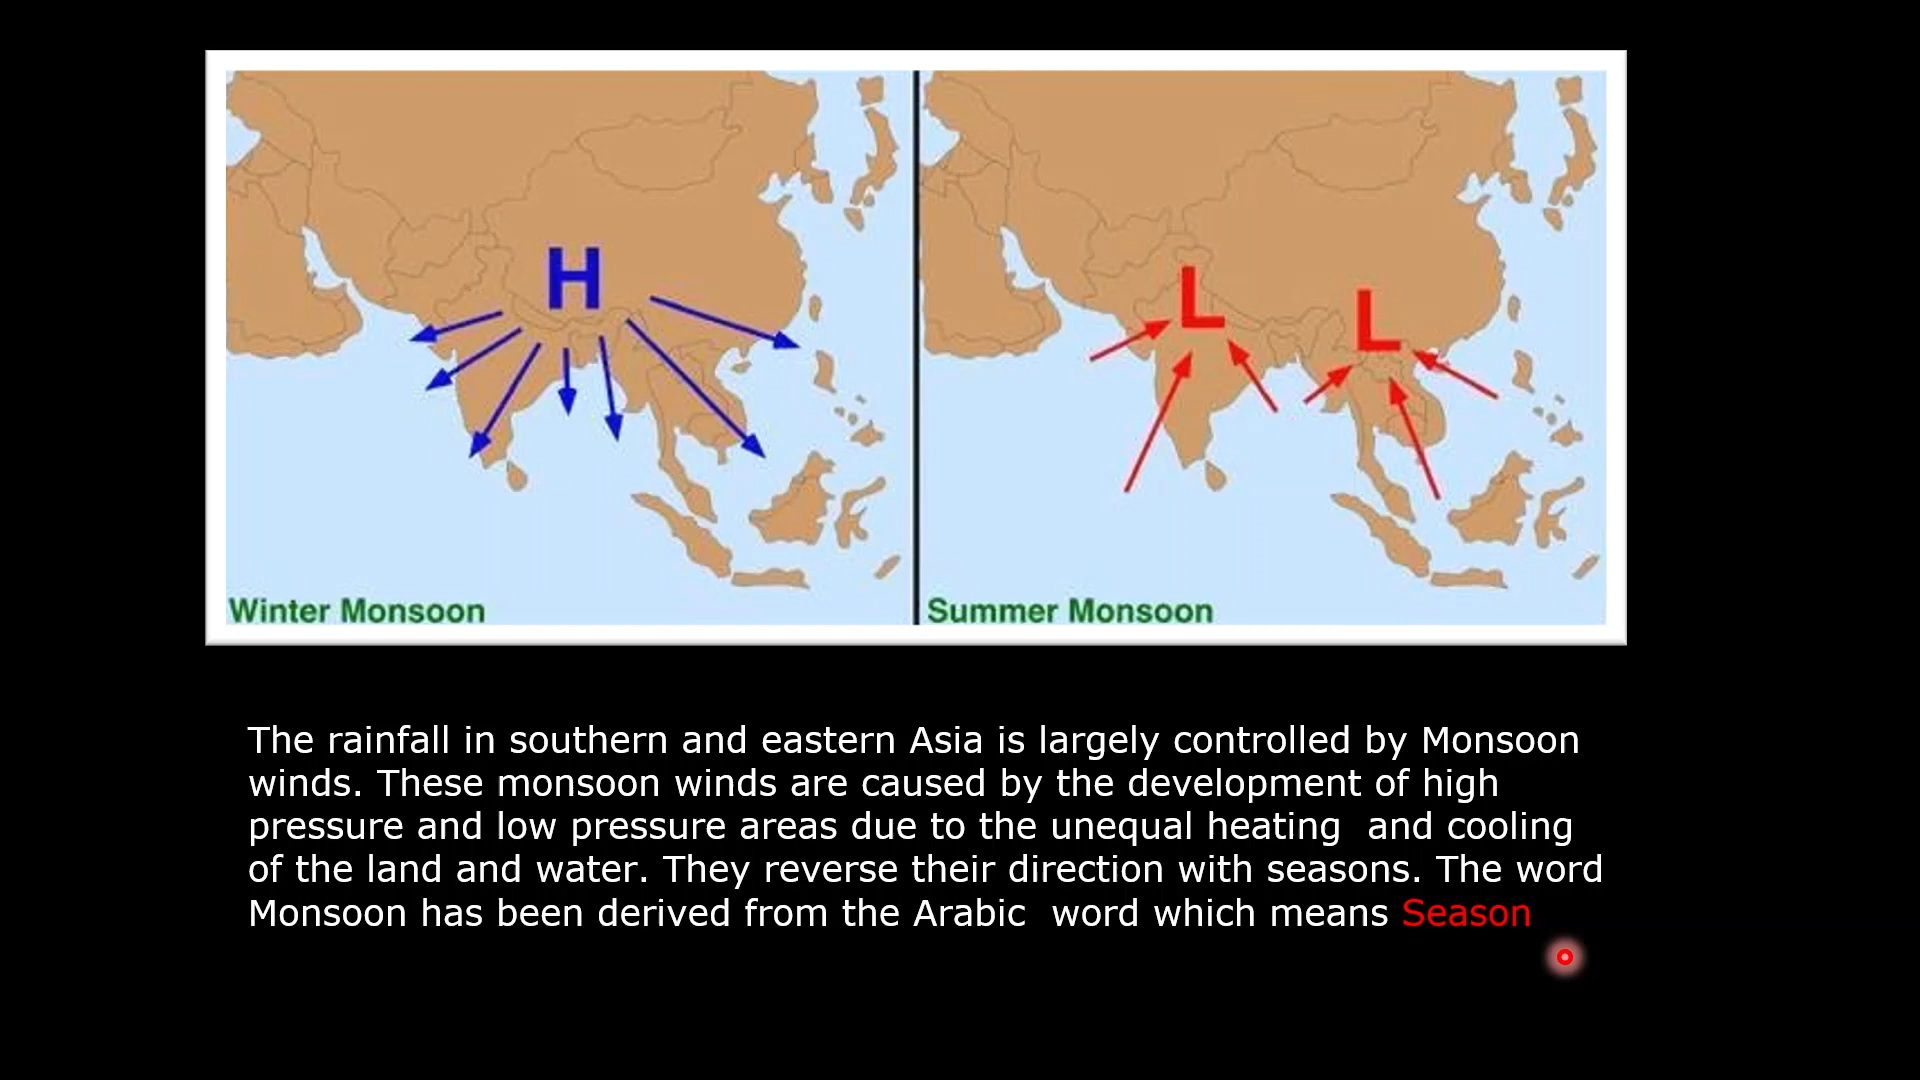 H
L
L
Winter Monsoon
Summer Monsoon
The rainfall in southern and eastern Asia is largely controlled by Monsoon
winds. These monsoon winds are caused by the development of high
pressure and low pressure areas due to the unequal heating  and cooling
of the land and water. They reverse their direction with seasons. The word
Monsoon has been derived from the Arabic  word which means Season